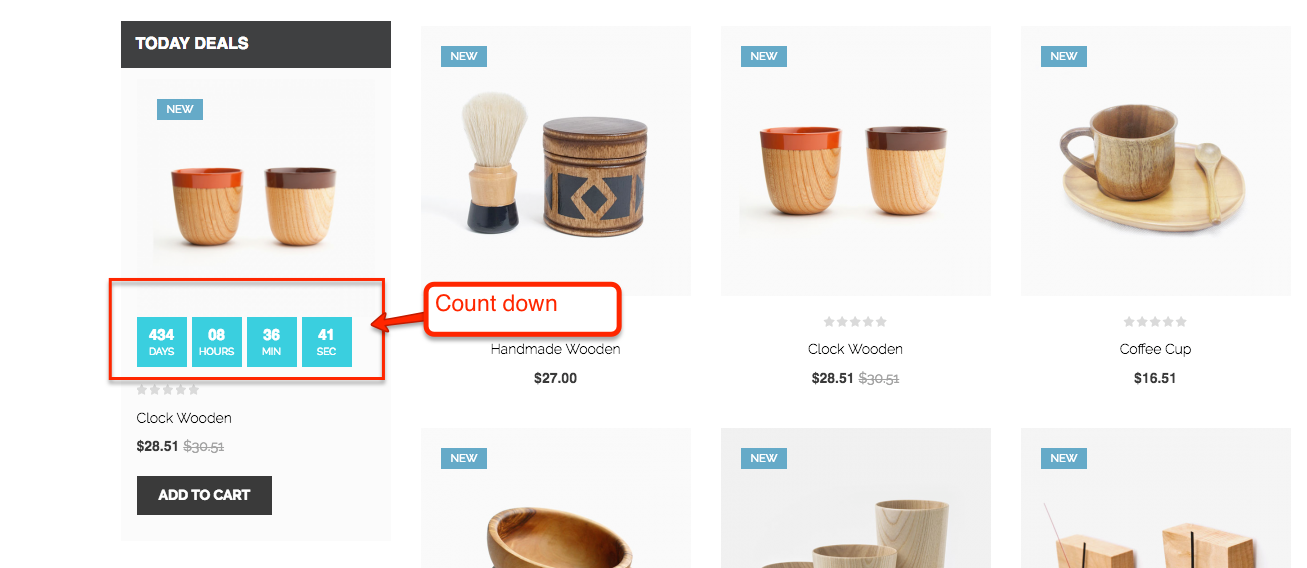 TODAY DEALS
NEW
434 08 36 41
DAYS HOURS MIN SEC
Clock Wooden
$28.51 $30.51
ADD TO CART
Count down
NEW
Handmade Wooden
$27.00
NEW
Clock Wooden
$28.51 $30.51
NEW
Coffee Cup
$16.51
NEW
NEW
NEW